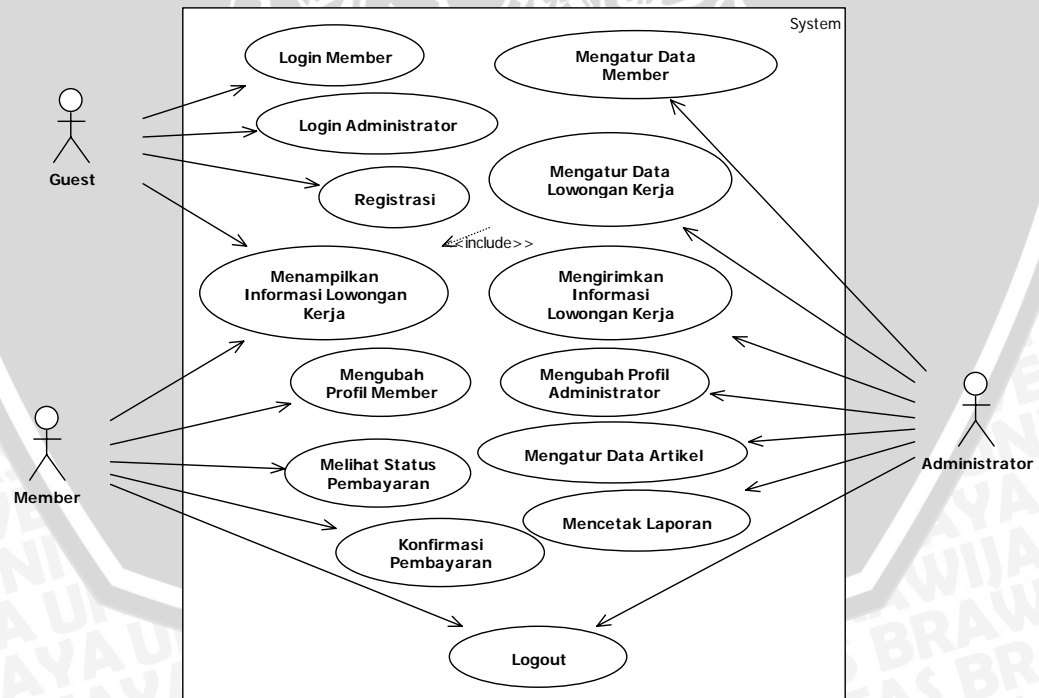 System
Login Member
Mengatur Data
Member
Login Administrator
Guest
Mengatur Data
Lowongan Kerja
Registrasi
<<include>>
Menampilkan
Informasi Lowongan
Kerja
Mengirimkan
Informasi
Lowongan Kerja
Mengubah
Profil Member
Mengubah Profil
Administrator
Member
Melihat Status
Pembayaran
Mengatur Data Artikel
Administrator
Mencetak Laporan
Konfirmasi
Pembayaran
Logout